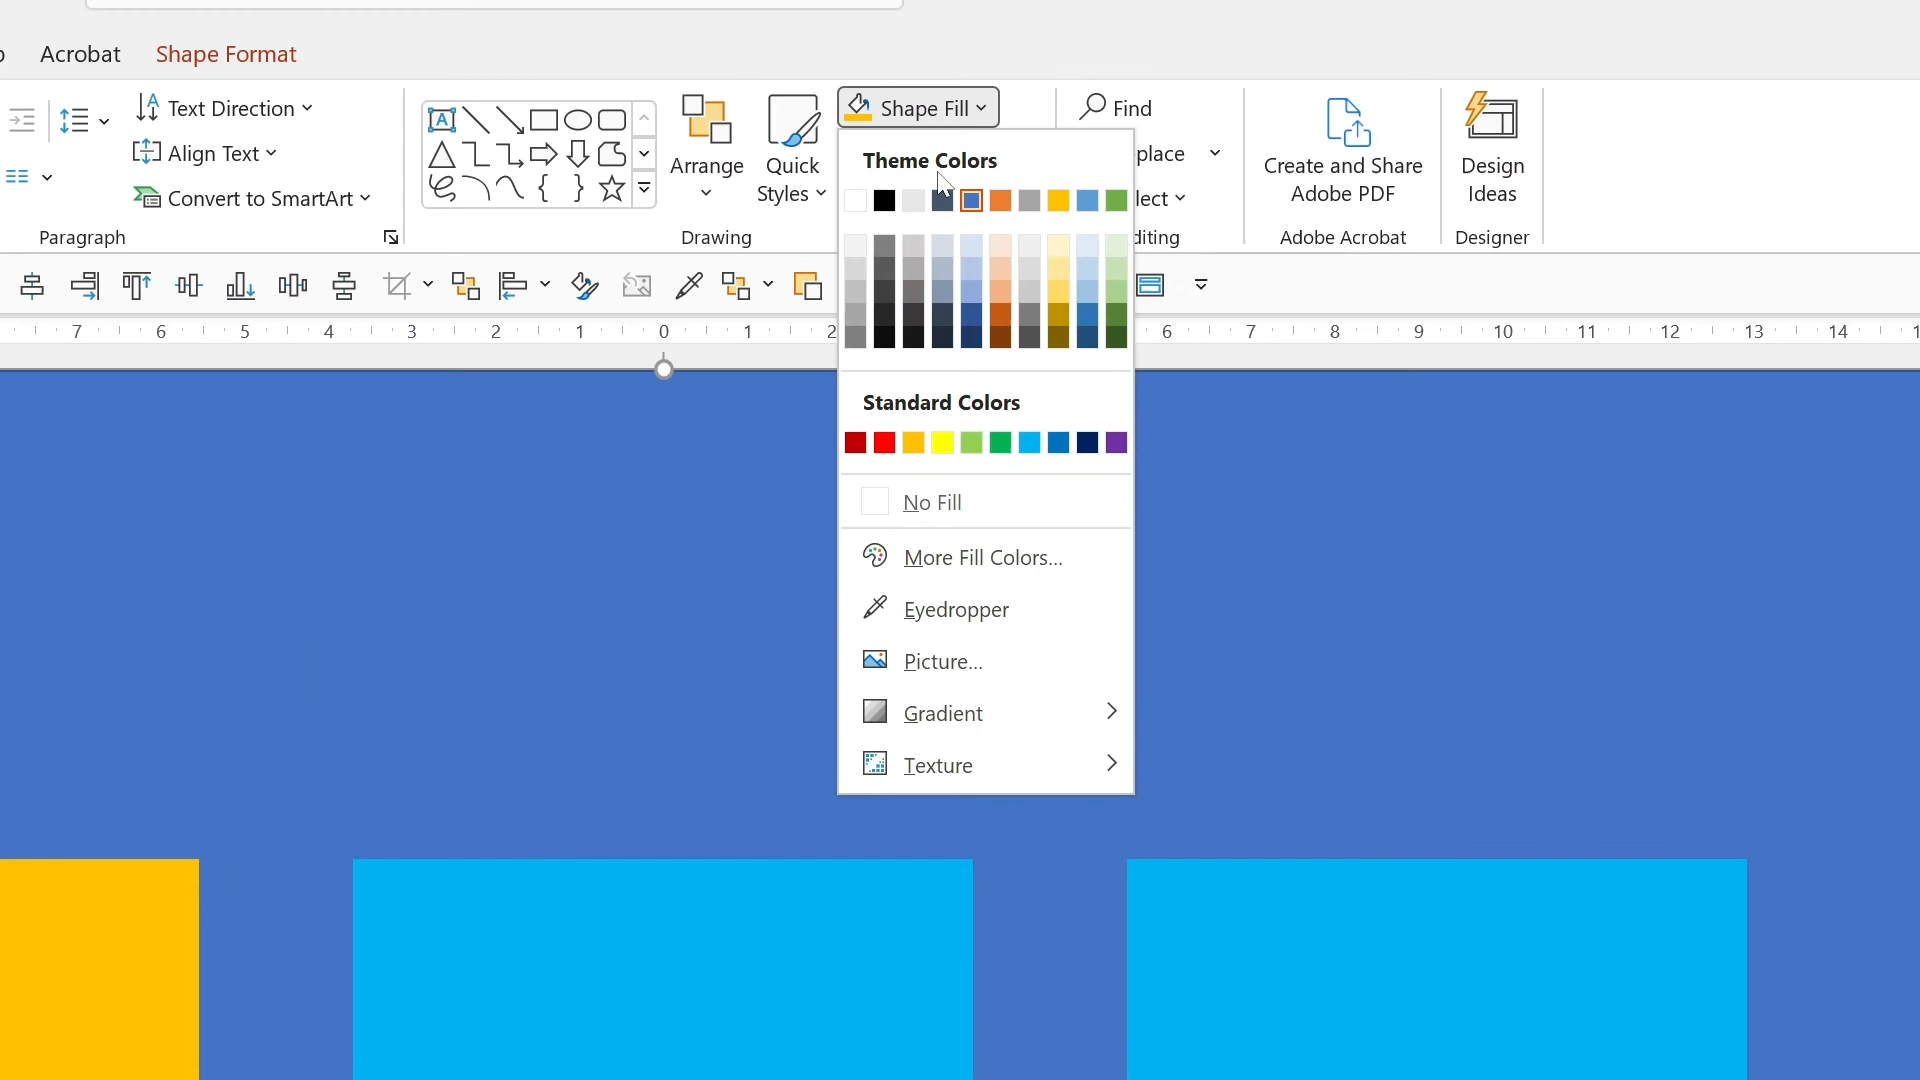 Acrobat
Shape Format
Text Direction
Align Text
Convert to SmartArt
Paragraph
A
Arrange
Quick
Styles
Drawing
Shape Fill
Find
place
lect
diting
Create and Share
Adobe PDF
Adobe Acrobat
Design
Ideas
Designer
7 6 5 4 3 2 1 0 1 2 6 7 8 9 10 11 12 13 14 1
Theme Colors
Standard Colors
No Fill
More Fill Colors...
Eyedropper
Picture...
Gradient
Texture